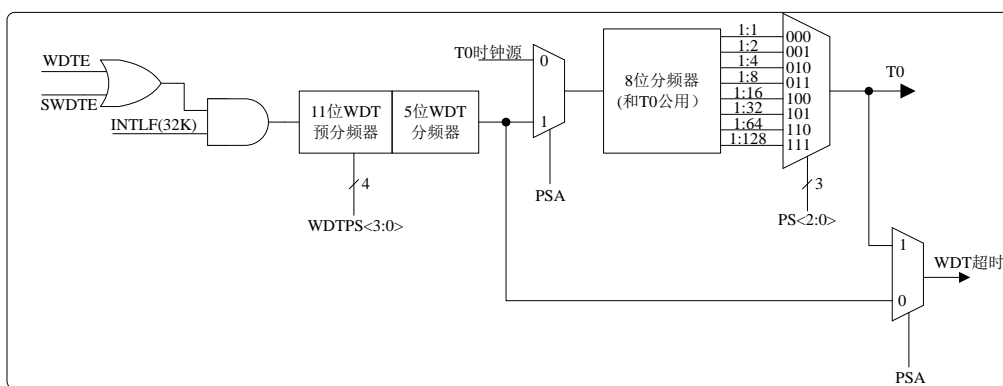 WDTE
SWDTE
INTLF(32K)
11位WDT
预分频器
5位WDT
分频器
4
WDTPS<3:0>
T0时钟源
0
1
PSA
8位分频器
(和T0公用）
1:1
1:2
1:4
1:8
1:16
1:32
1:64
1:128
000
001
010
011
100
101
110
111
3
PS<2:0>
T0
1
0
WDT超时
PSA